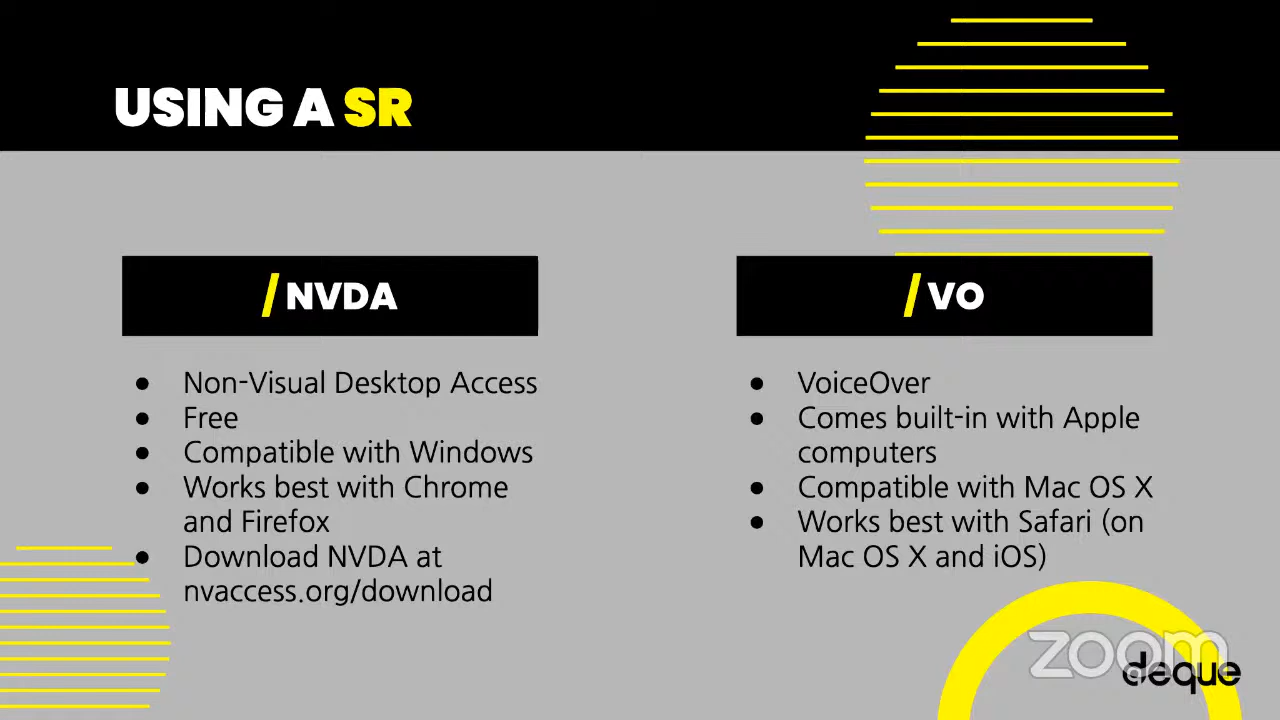 USING A SR
/ NVDA
● Non-Visual Desktop Access
● Free
● Compatible with Windows
● Works best with Chrome
and Firefox
● Download NVDA at
nvaccess.org/download
/ VO
● VoiceOver
● Comes built-in with Apple
computers
● Compatible with Mac OS X
● Works best with Safari (on
Mac OS X and iOS)
zoom
deque